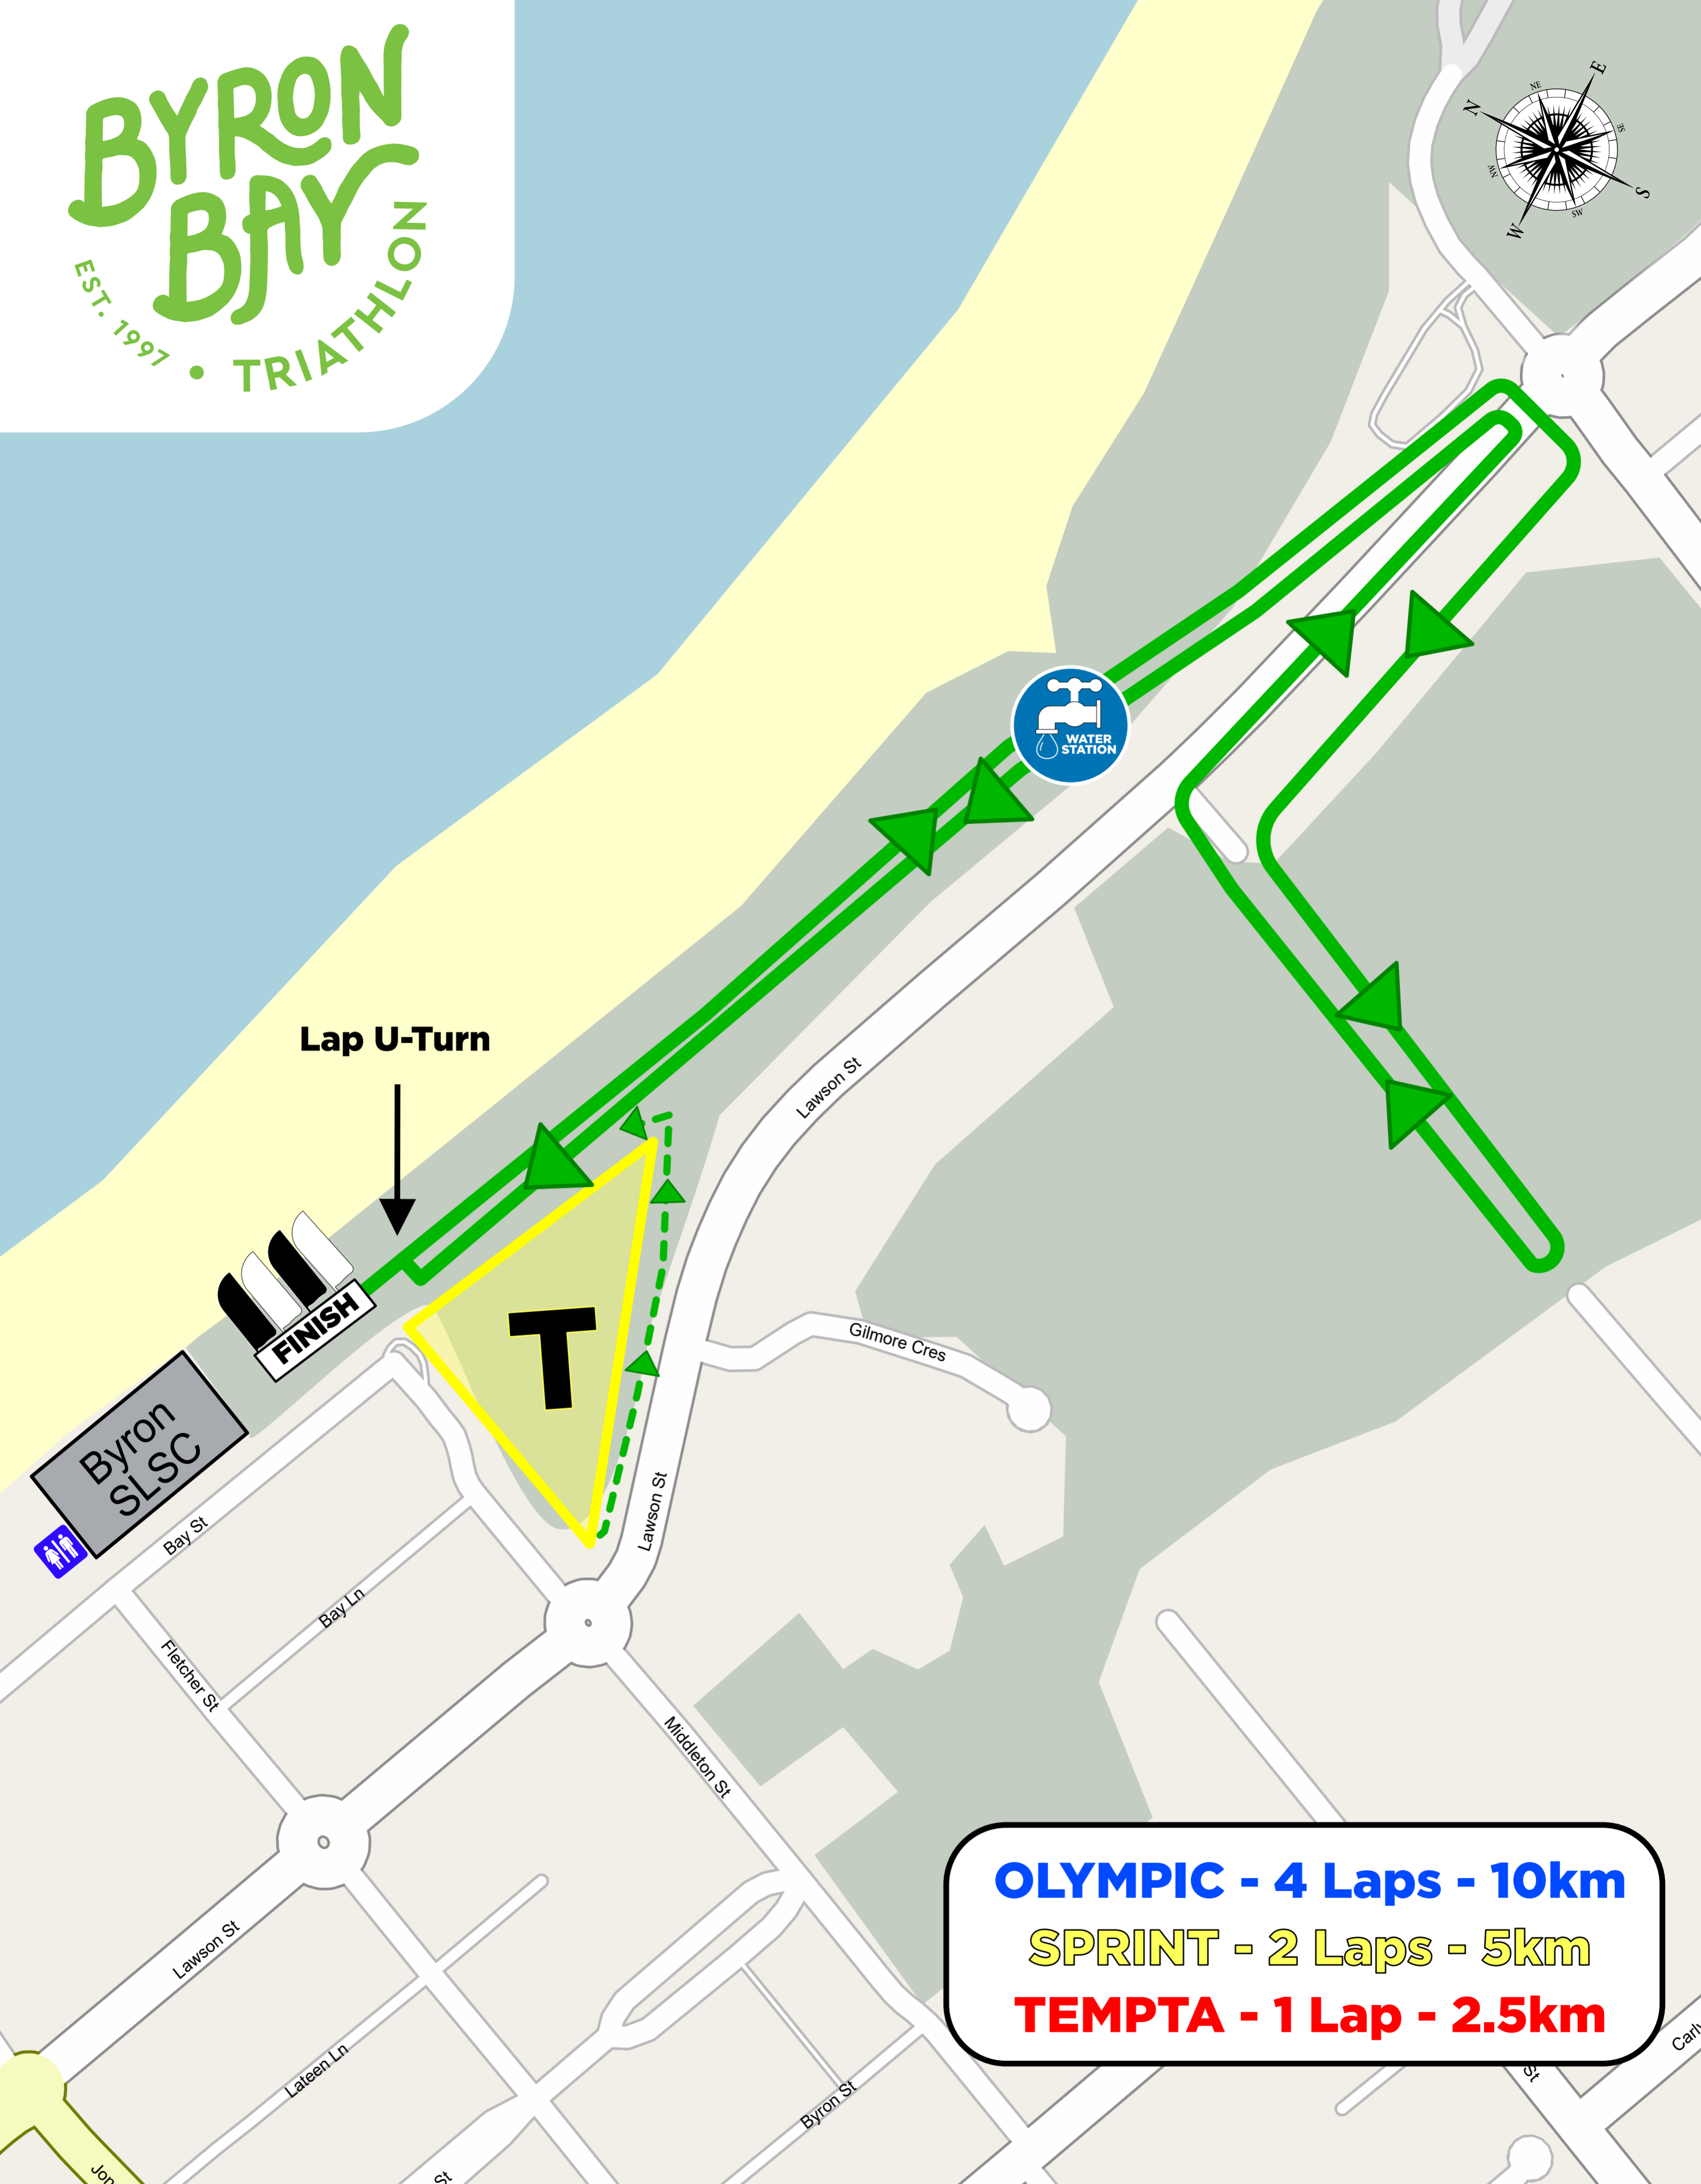 BYRON
BAY
EST. 1997 • TRIATHLON
N
NE
E
SE
S
SW
W
NW
WATER
STATION
Lap U-Turn
FINISH
T
Byron
SLSC
Lawson St
Gilmore Cres
Lawson St
Bay St
Bay Ln
Fletcher St
Middleton St
Lawson St
Lateen Ln
Byron St
St
St
OLYMPIC - 4 Laps - 10km
SPRINT - 2 Laps - 5km
TEMPTA - 1 Lap - 2.5km